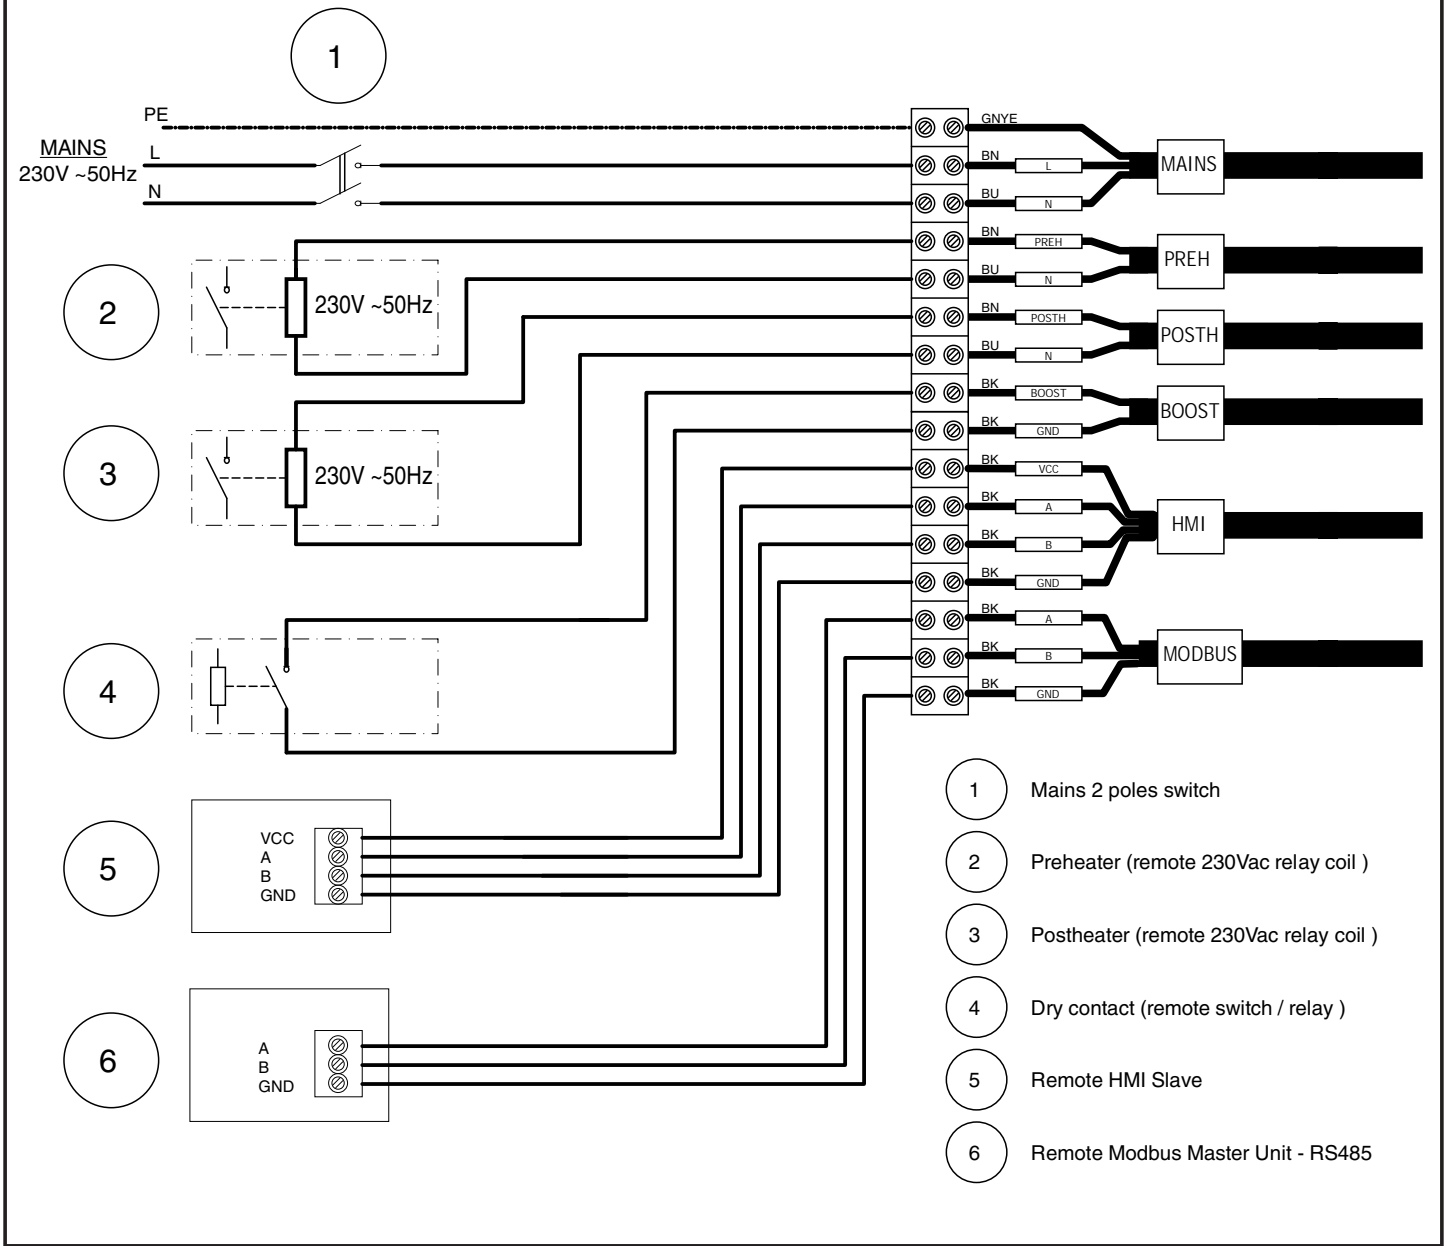 1
PE
MAINS
230V ~50Hz
L
N
GNYE
BN
L
BU
N
MAINS
BN
PREH
BU
N
PREH
2
230V ~50Hz
BN
POSTH
BU
N
POSTH
BK
BOOST
BK
GND
BOOST
3
230V ~50Hz
BK
VCC
BK
A
BK
B
BK
GND
HMI
BK
A
BK
B
BK
GND
MODBUS
4
5
VCC
A
B
GND
6
A
B
GND
1 Mains 2 poles switch
2 Preheater (remote 230Vac relay coil )
3 Postheater (remote 230Vac relay coil )
4 Dry contact (remote switch / relay )
5 Remote HMI Slave
6 Remote Modbus Master Unit - RS485